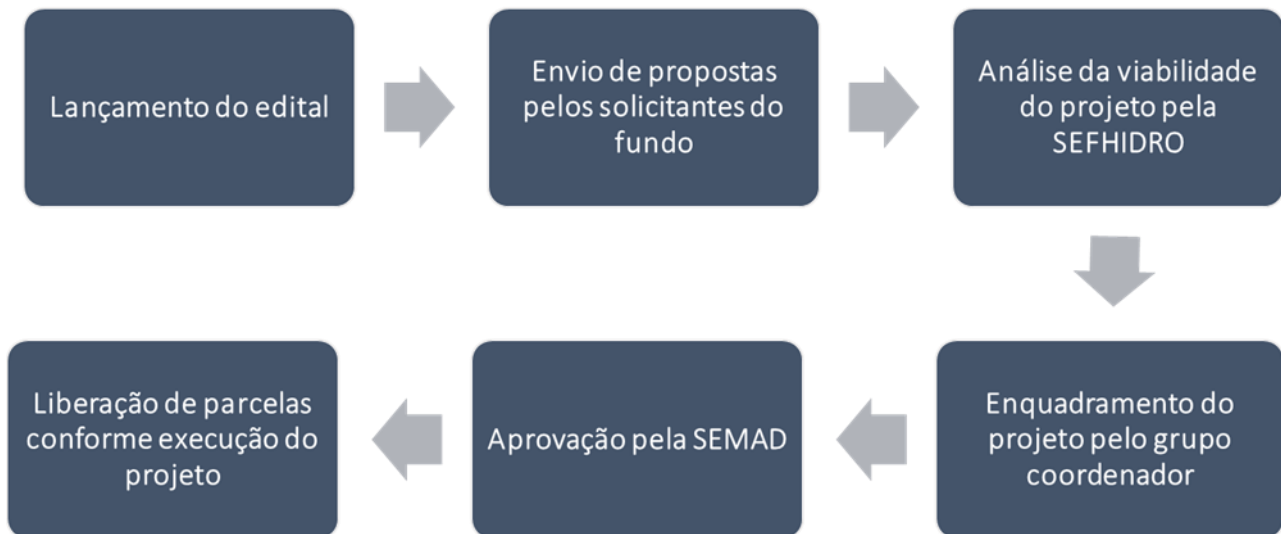 Lançamento do edital
Envio de propostas
pelos solicitantes do
fundo
Análise da viabilidade
do projeto pela
SEFHIDRO
Enquadramento do
projeto pelo grupo
coordenador
Aprovação pela SEMAD
Liberação de parcelas
conforme execução do
projeto